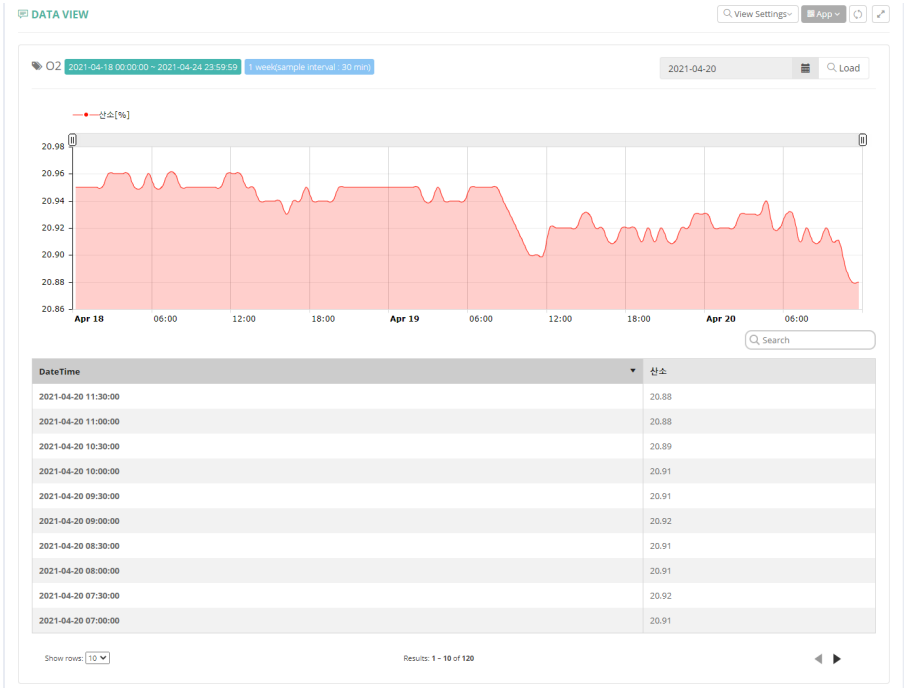 DATA VIEW
View Settings
App
O2 2021-04-18 00:00:00 ~ 2021-04-24 23:59:59 1 week(sample interval : 30 min)
2021-04-20 Load
산소[%]
20.98
20.96
20.94
20.92
20.90
20.88
20.86
Apr 18 06:00 12:00 18:00 Apr 19 06:00 12:00 18:00 Apr 20 06:00
Search
DateTime 산소
2021-04-20 11:30:00 20.88
2021-04-20 11:00:00 20.88
2021-04-20 10:30:00 20.89
2021-04-20 10:00:00 20.91
2021-04-20 09:30:00 20.91
2021-04-20 09:00:00 20.92
2021-04-20 08:30:00 20.91
2021-04-20 08:00:00 20.91
2021-04-20 07:30:00 20.92
2021-04-20 07:00:00 20.91
Show rows: 10 Results: 1 - 10 of 120